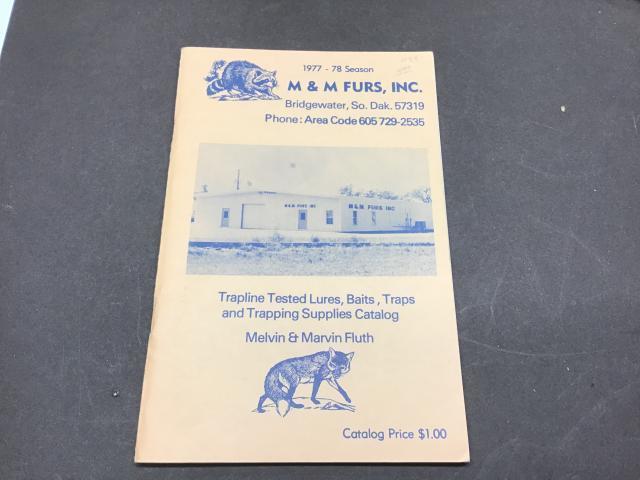 1977 - 78 Season
M & M FURS, INC.
Bridgewater, So. Dak. 57319
Phone: Area Code 605 729-2535
M & M FURS INC
M & M FURS INC
Trapline Tested Lures, Baits, Traps
and Trapping Supplies Catalog
Melvin & Marvin Fluth
Catalog Price $1.00